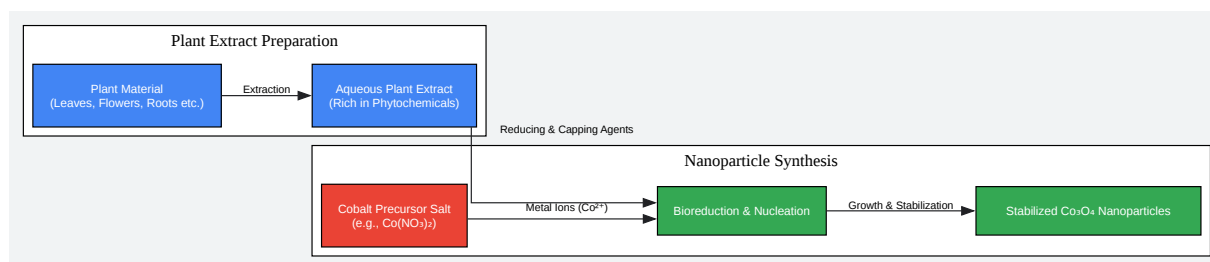 Plant Extract Preparation
Plant Material
(Leaves, Flowers, Roots etc.)
Extraction
Aqueous Plant Extract
(Rich in Phytochemicals)
Reducing & Capping Agents
Nanoparticle Synthesis
Cobalt Precursor Salt
(e.g., Co(NO₃)₂)
Metal Ions (Co²⁺)
Bioreduction & Nucleation
Growth & Stabilization
Stabilized Co₃O₄ Nanoparticles